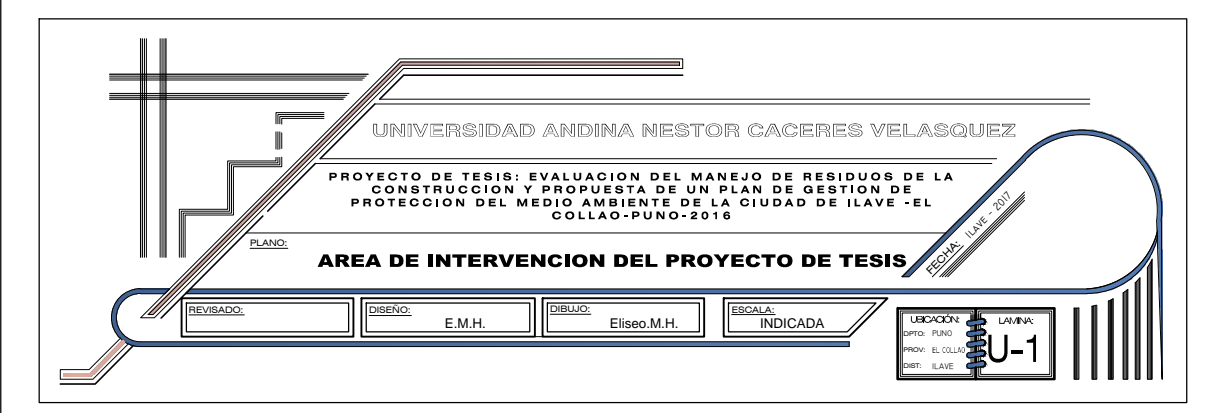 UNIVERSIDAD ANDINA NESTOR CACERES VELASQUEZ
PROYECTO DE TESIS: EVALUACION DEL MANEJO DE RESIDUOS DE LA
CONSTRUCCION Y PROPUESTA DE UN PLAN DE GESTION DE
PROTECCION DEL MEDIO AMBIENTE DE LA CIUDAD DE ILAVE -EL
COLLAO-PUNO-2016
PLANO:
AREA DE INTERVENCION DEL PROYECTO DE TESIS
FECHA: ILAVE - 2017
REVISADO:
DISEÑO:
E.M.H.
DIBUJO:
Eliseo.M.H.
ESCALA:
INDICADA
UBICACIÓN:
DPTO: PUNO
PROV: EL COLLAO
DIST: ILAVE
LAMINA:
U-1